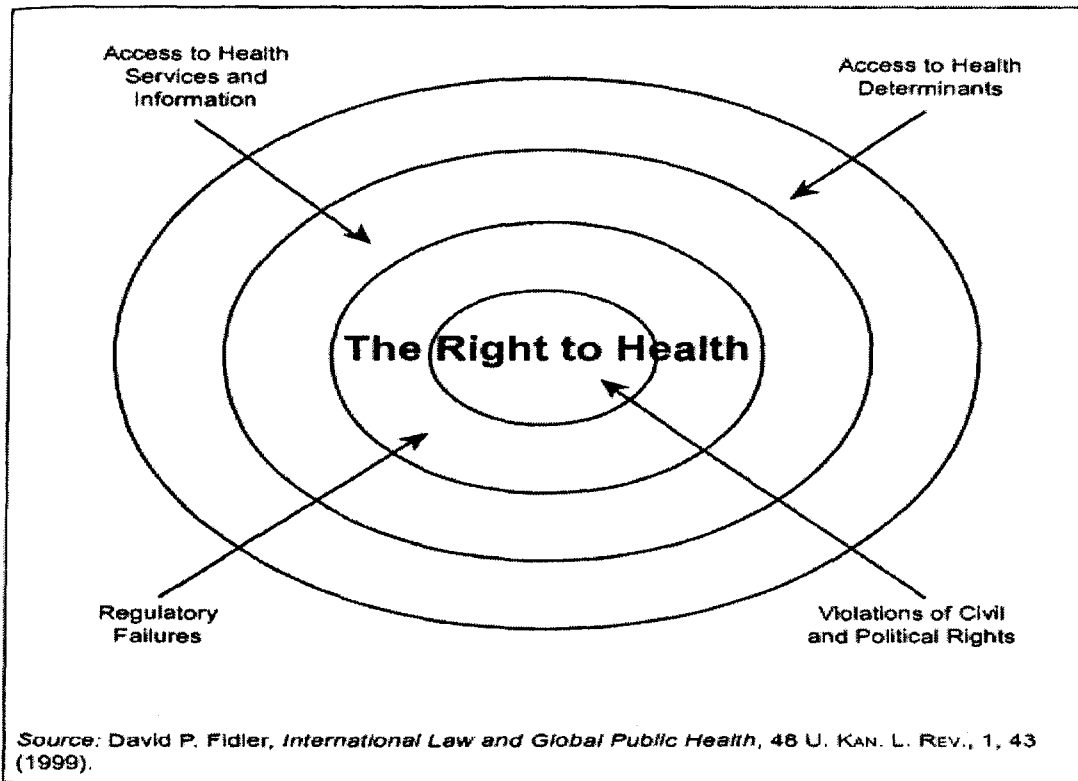 Access to Health
Services and
Information
Access to Health
Determinants
The Right to Health
Regulatory
Failures
Violations of Civil
and Political Rights
Source: David P. Fidler, International Law and Global Public Health, 48 U. KAN. L. REV., 1, 43
(1999).